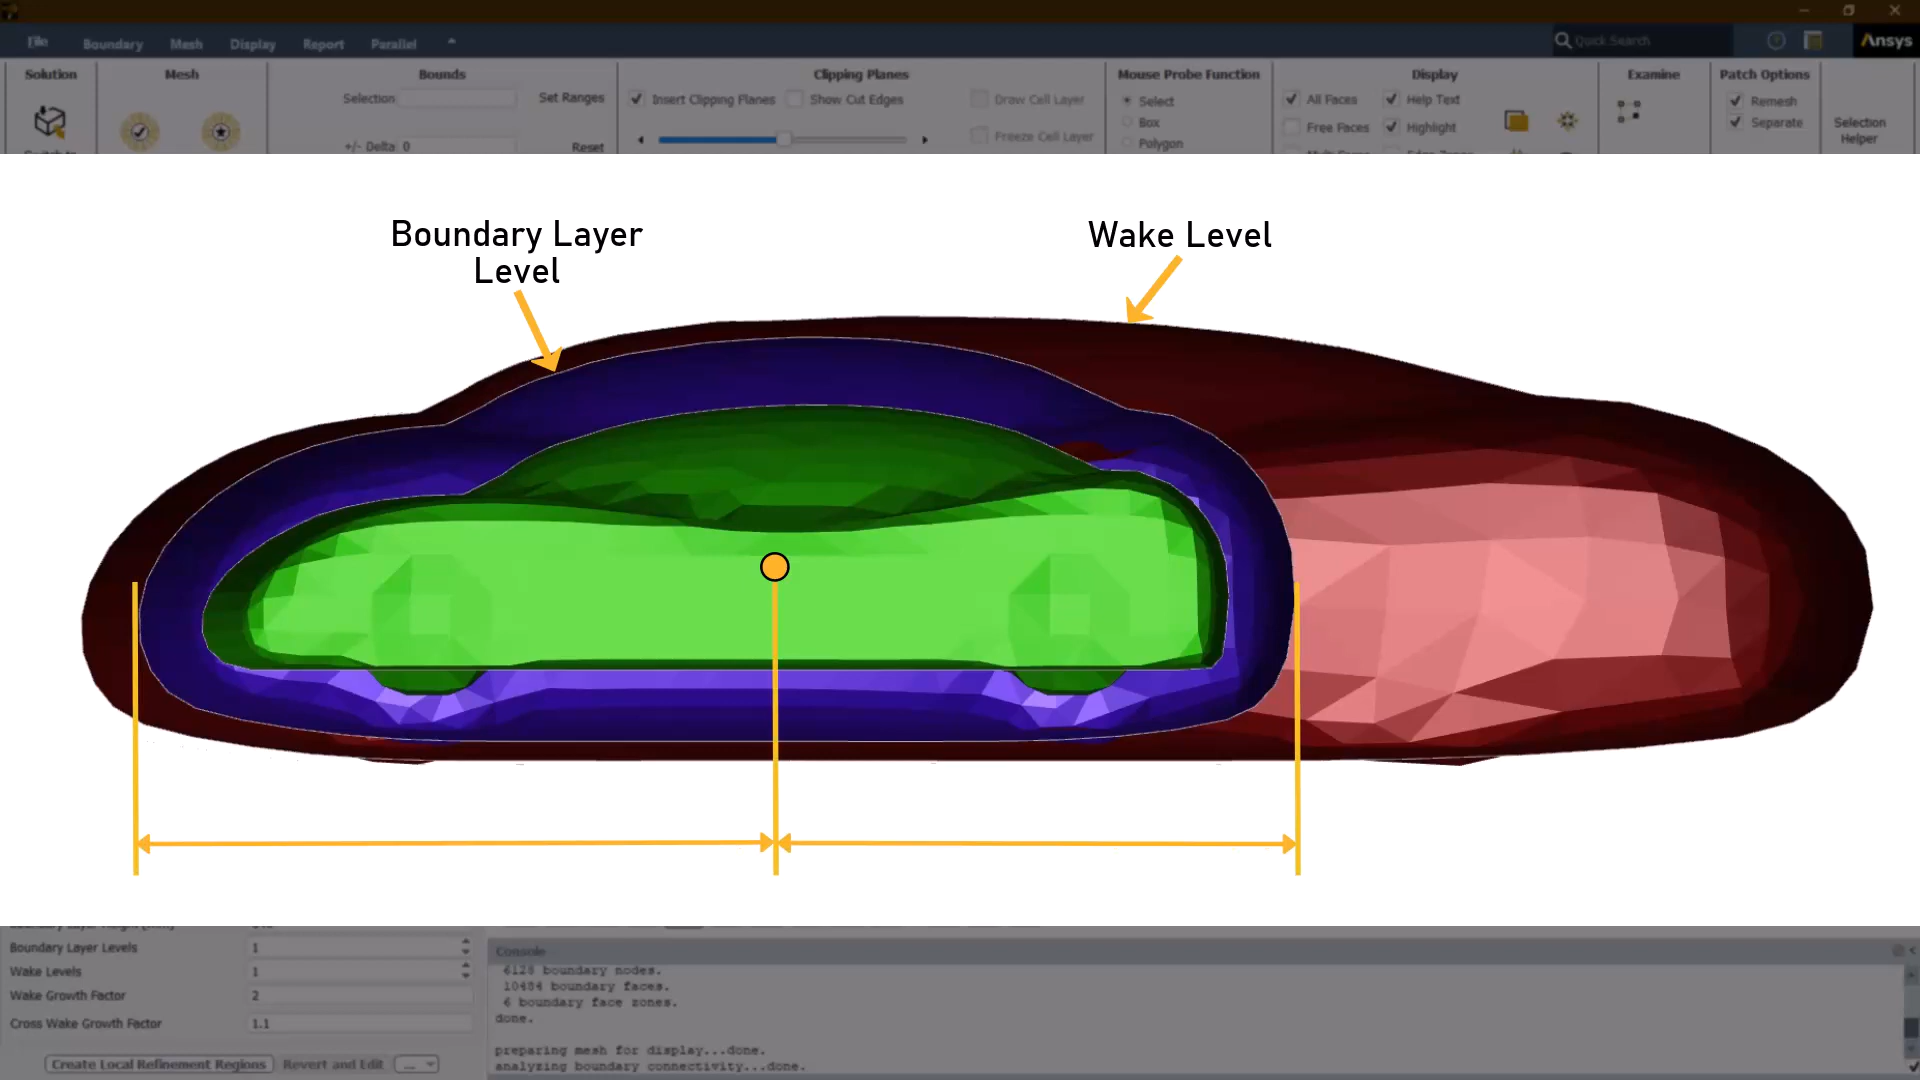 File Boundary Mesh Display Report Parallel Quick Search Ansys
Solution Mesh Bounds Clipping Planes Mouse Probe Function Display Examine Patch Options
Selection Set Ranges Insert Clipping Planes Show Cut Edges Draw Cell Layer Select All Faces Help Text Remesh
Box Free Faces Highlight Separate Selection
+/- Delta 0 Reset Freeze Cell Layer Polygon Helper
Boundary Layer
Level
Wake Level
Boundary Layer Levels 1
Wake Levels 1
Wake Growth Factor 2
Cross Wake Growth Factor 1.1
Create Local Refinement Regions Revert and Edit ...
Console
6128 boundary nodes.
10484 boundary faces.
6 boundary face zones.
done.
preparing mesh for display...done.
analyzing boundary connectivity...done.